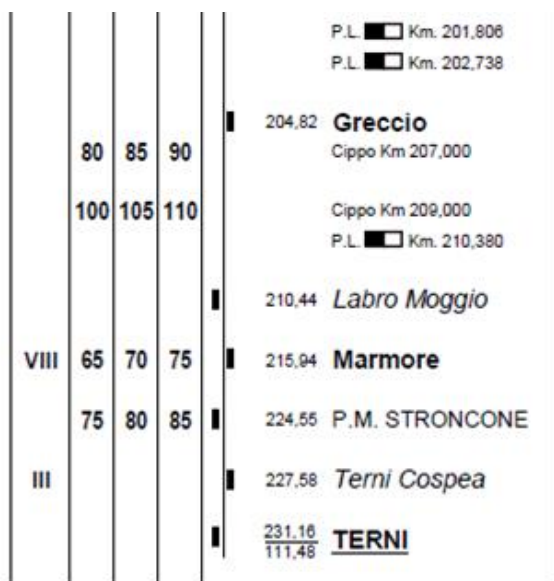 P.L. Km. 201,806
P.L. Km. 202,738
204,82 Greccio
80 85 90 Cippo Km 207,000
100 105 110 Cippo Km 209,000
P.L. Km. 210,380
210,44 Labro Moggio
VIII 65 70 75 215,94 Marmore
75 80 85 224,55 P.M. STRONCONE
III 227,58 Terni Cospea
231,16
111,48 TERNI